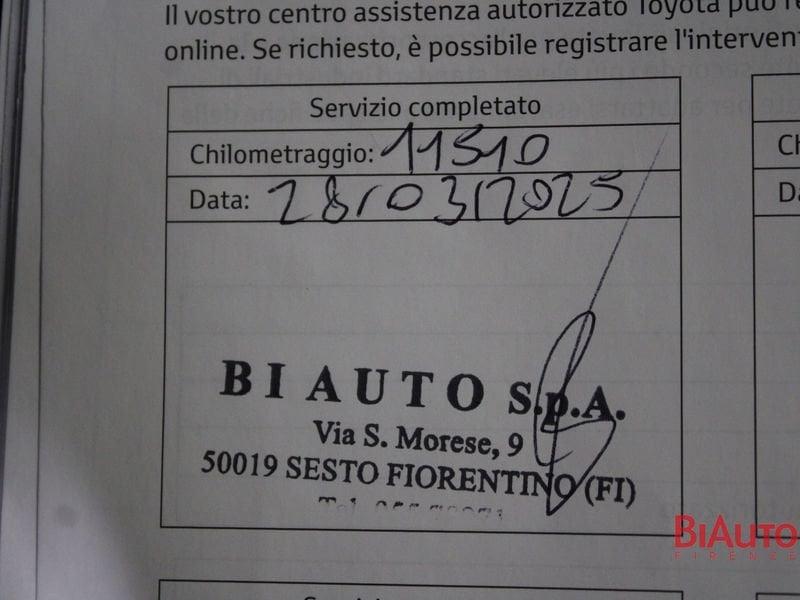 Il vostro centro assistenza autorizzato Toyota può
online. Se richiesto, è possibile registrare
Servizio completato
Chilometraggio: 11510
Data: 28/03/2025
BI AUTO S.p.A.
Via S. Morese, 9
50019 SESTO FIORENTINO (FI)
BIAUTO
FIRENZE